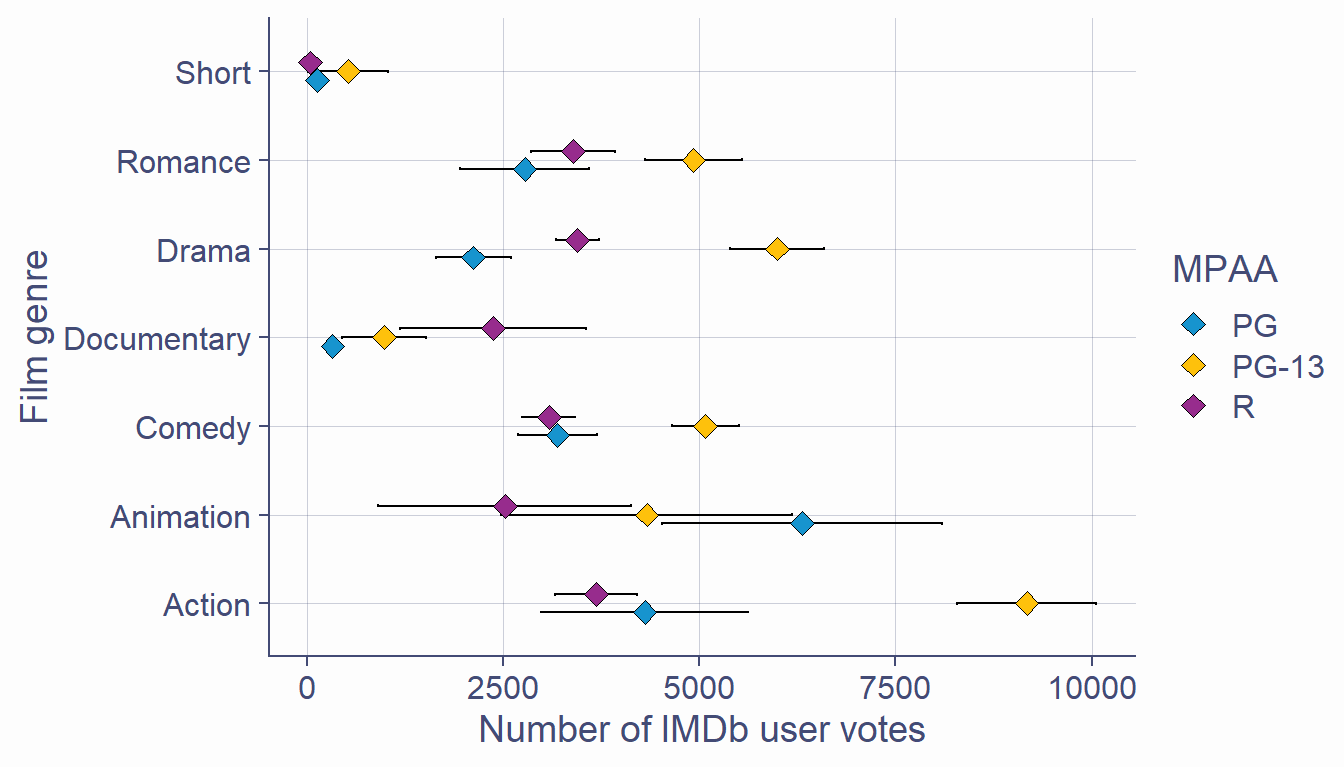 Film genre
Short
Romance
Drama
Documentary
Comedy
Animation
Action
0 2500 5000 7500 10000
Number of IMDb user votes
MPAA
PG
PG-13
R